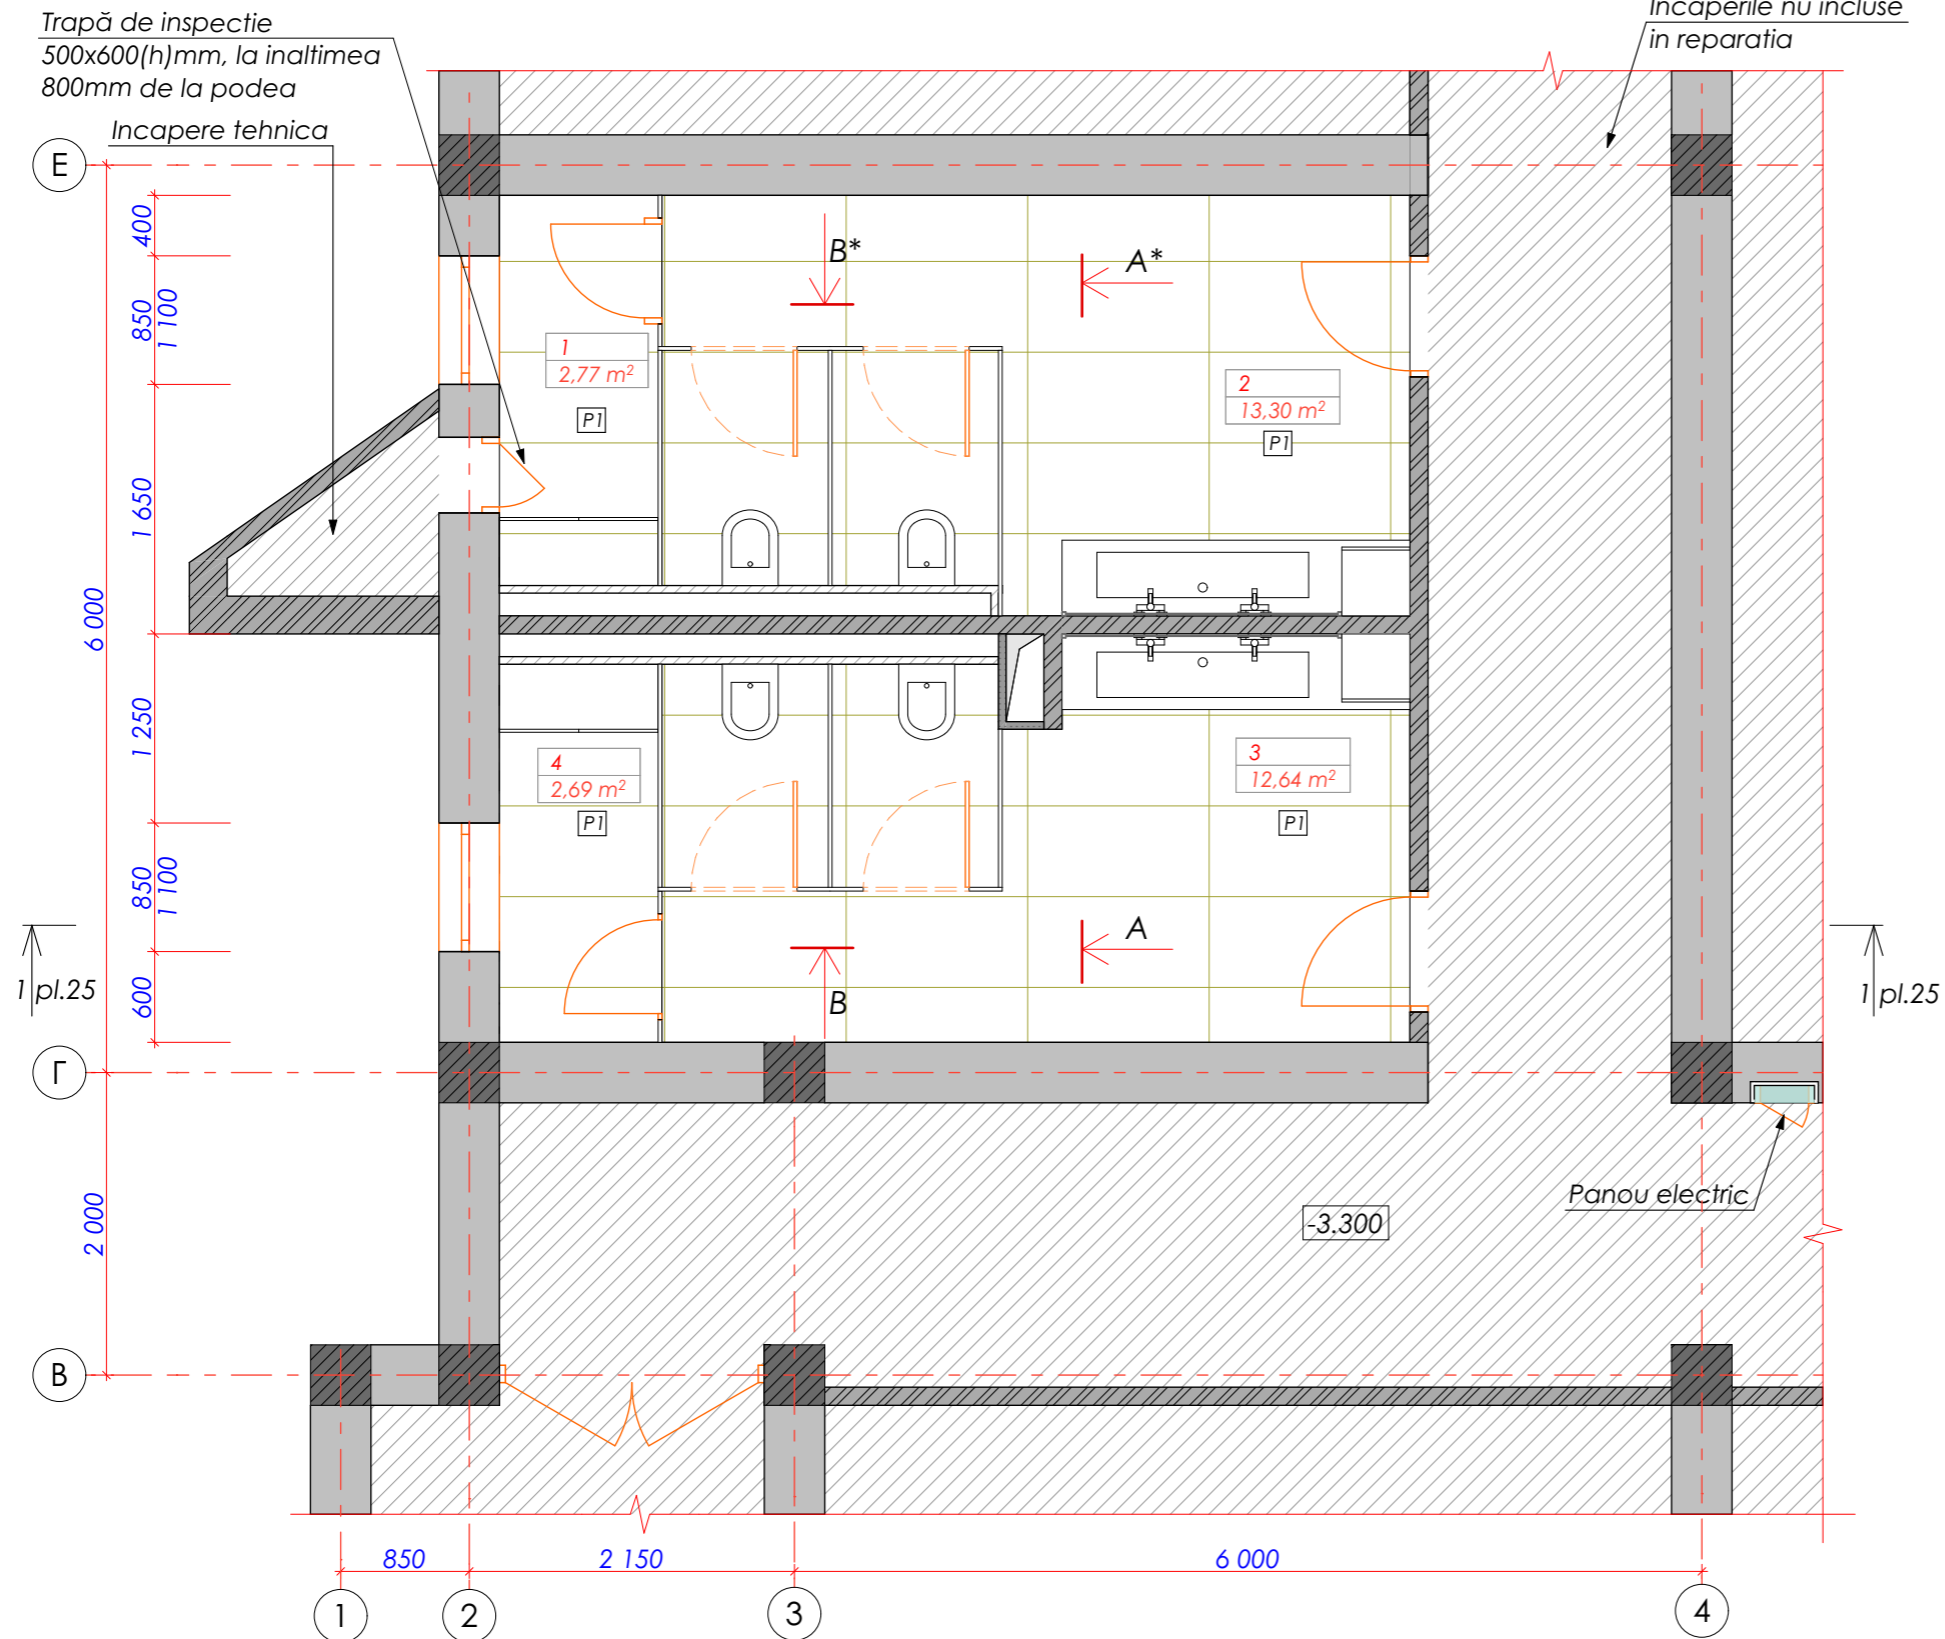 Trapă de inspectie
500x600(h)mm, la inaltimea
800mm de la podea
Incapere tehnica
Incaperile nu incluse
in reparatia
E
400
850
1 100
1 650
6 000
1 250
850
1 100
600
2 000
B*
A*
1
2,77 m²
P1
2
13,30 m²
P1
4
2,69 m²
P1
3
12,64 m²
P1
A
B
1 pl.25
1 pl.25
Г
Panou electric
-3.300
B
850
2 150
6 000
1
2
3
4